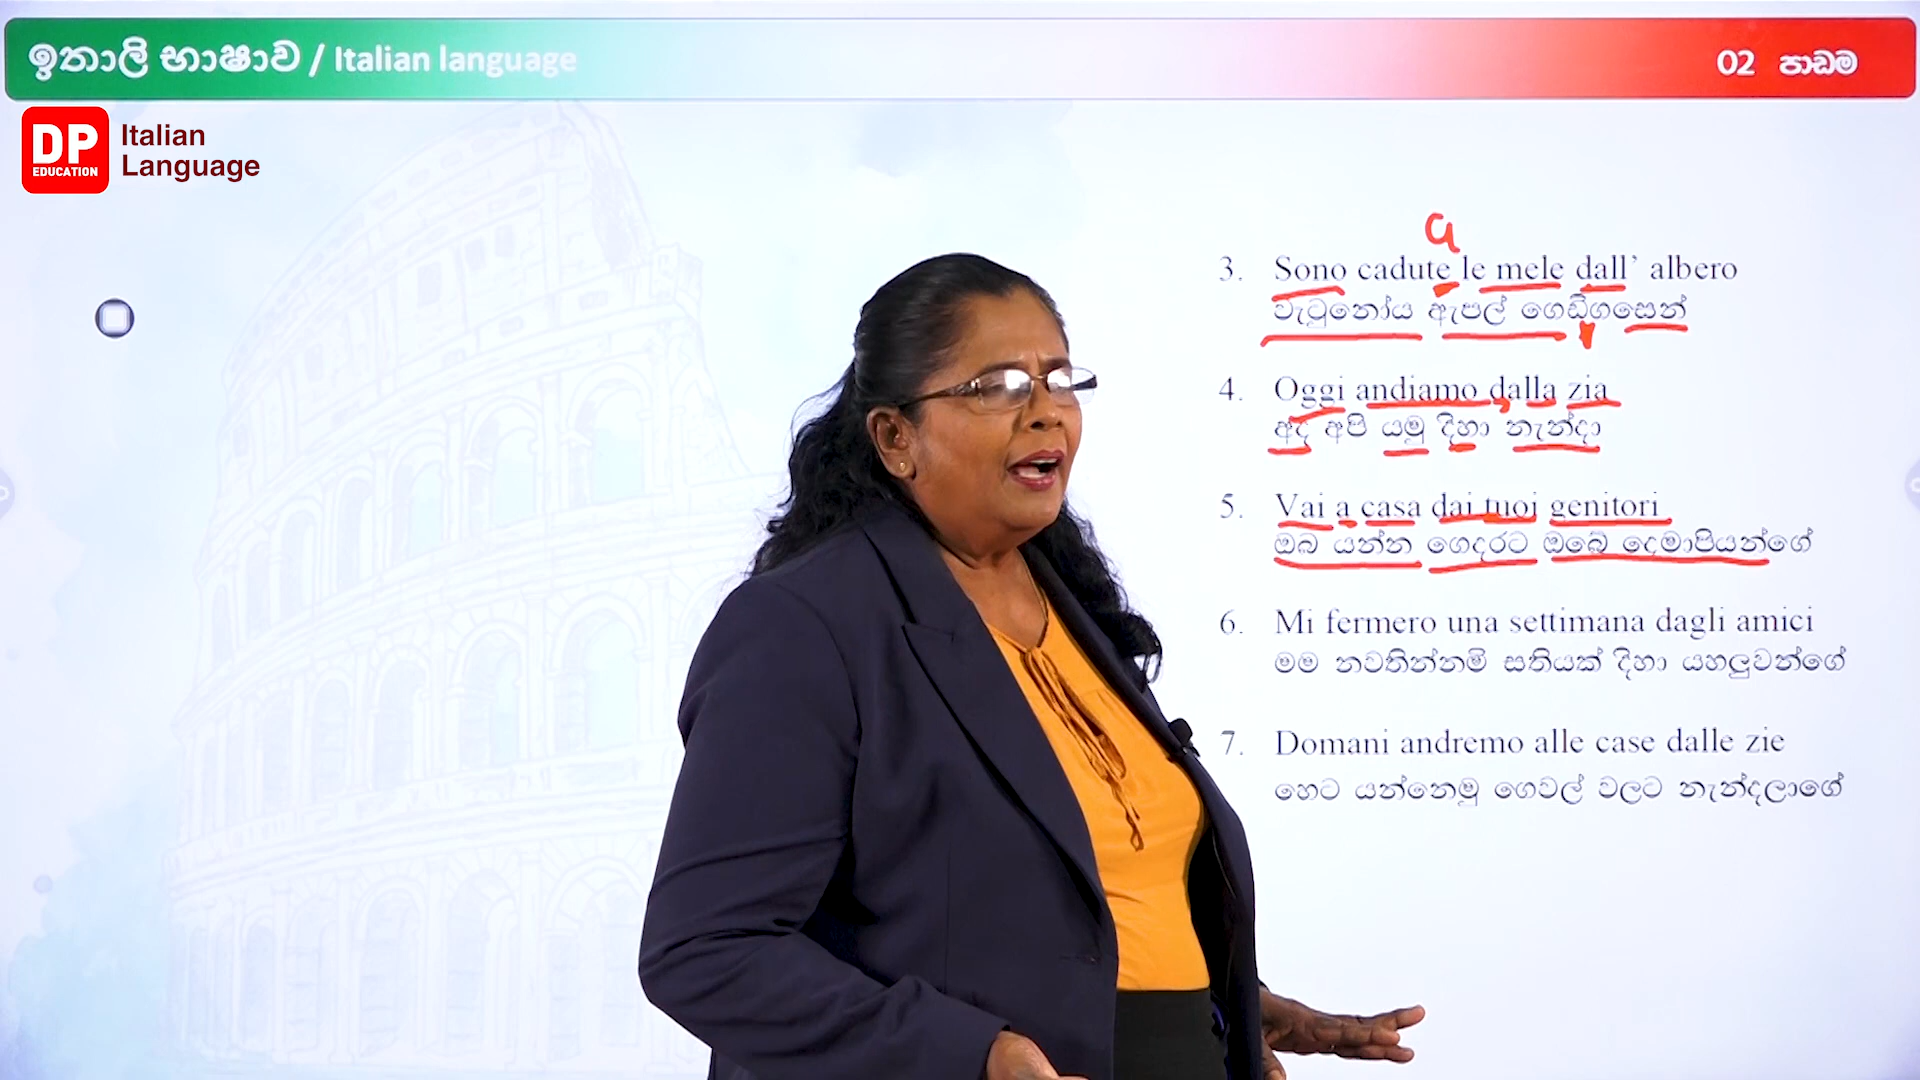 ඉතාලි භාෂාව / Italian language
02 පාඩම
DP
EDUCATION
Italian
Language
a
3. Sono cadute le mele dall’ albero
වැටුනෝය ඇපල් ගෙඩිගසෙන්
4. Oggi andiamo dalla zia
අද අපි යමු දිහා නැන්දා
5. Vai a casa dai tuoi genitori
ඔබ යන්න ගෙදරට ඔබේ දෙමාපියන්ගේ
6. Mi fermero una settimana dagli amici
මම නවතින්නම් සතියක් දිහා යහලුවන්ගේ
7. Domani andremo alle case dalle zie
හෙට යන්නෙමු ගෙවල් වලට නැන්දලාගේ